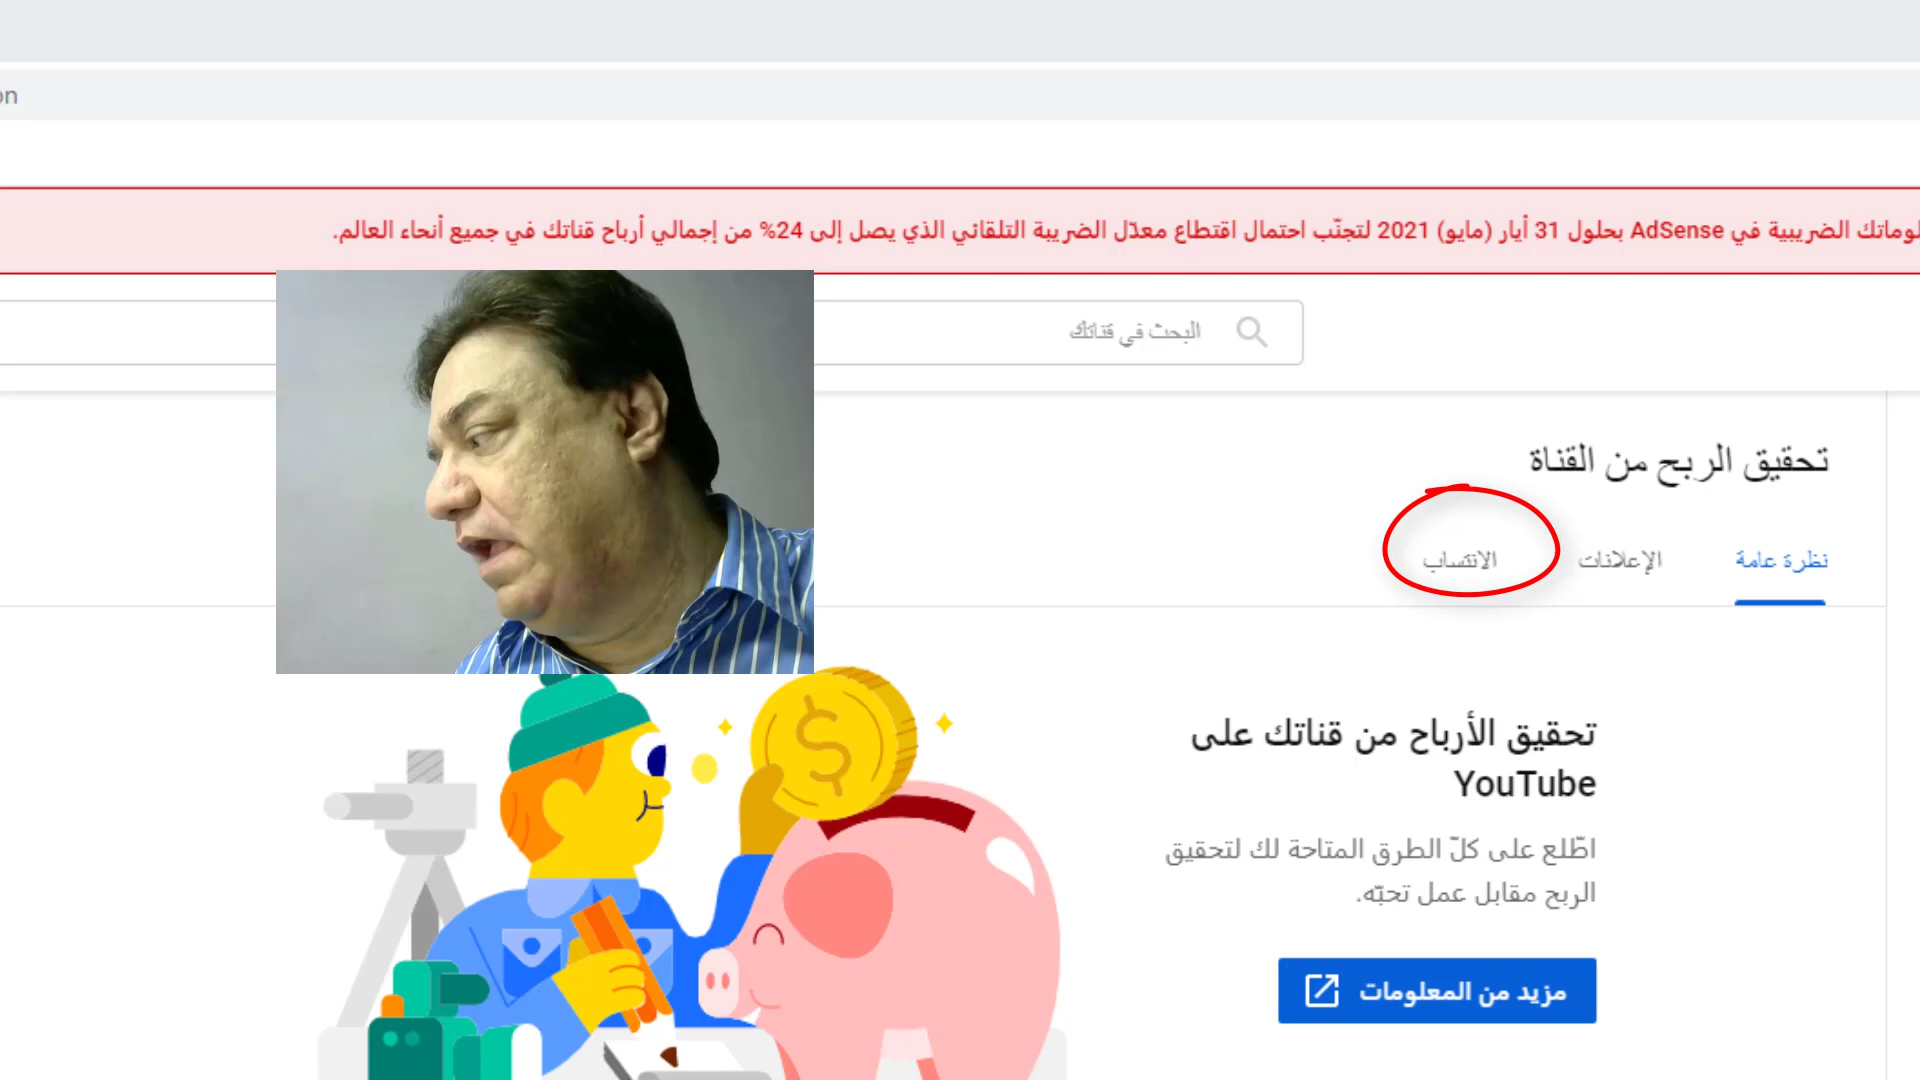 on
لوماتك الضريبية في AdSense بحلول 31 أيار (مايو) 2021 لتجنّب احتمال اقتطاع معدّل الضريبة التلقائي الذي يصل إلى 24% من إجمالي أرباح قناتك في جميع أنحاء العالم.
البحث في قناتك
تحقيق الربح من القناة
نظرة عامة
الإعلانات
الانتساب
تحقيق الأرباح من قناتك على
YouTube
اطّلع على كلّ الطرق المتاحة لك لتحقيق
الربح مقابل عمل تحبّه.
مزيد من المعلومات